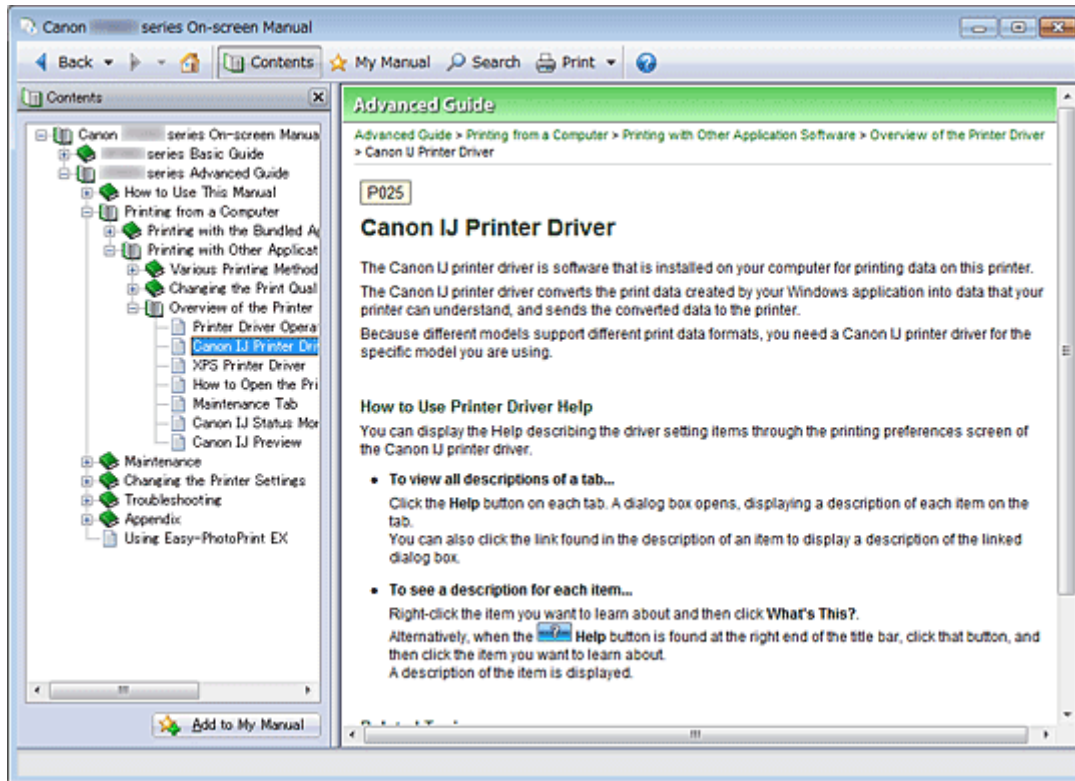 Canon series On-screen Manual
Back Contents My Manual Search Print
Contents
Canon series On-screen Manua
series Basic Guide
series Advanced Guide
How to Use This Manual
Printing from a Computer
Printing with the Bundled A
Printing with Other Applicat
Various Printing Method
Changing the Print Qual
Overview of the Printer
Printer Driver Opera
Canon IJ Printer Dri
XPS Printer Driver
How to Open the Pri
Maintenance Tab
Canon IJ Status Mor
Canon IJ Preview
Maintenance
Changing the Printer Settings
Troubleshooting
Appendix
Using Easy-PhotoPrint EX
Add to My Manual
Advanced Guide
Advanced Guide > Printing from a Computer > Printing with Other Application Software > Overview of the Printer Driver
> Canon IJ Printer Driver
P025
Canon IJ Printer Driver
The Canon IJ printer driver is software that is installed on your computer for printing data on this printer.
The Canon IJ printer driver converts the print data created by your Windows application into data that your
printer can understand, and sends the converted data to the printer.
Because different models support different print data formats, you need a Canon IJ printer driver for the
specific model you are using.
How to Use Printer Driver Help
You can display the Help describing the driver setting items through the printing preferences screen of
the Canon IJ printer driver.
To view all descriptions of a tab...
Click the Help button on each tab. A dialog box opens, displaying a description of each item on the
tab.
You can also click the link found in the description of an item to display a description of the linked
dialog box.
To see a description for each item...
Right-click the item you want to learn about and then click What's This?.
Alternatively, when the ? Help button is found at the right end of the title bar, click that button, and
then click the item you want to learn about.
A description of the item is displayed.